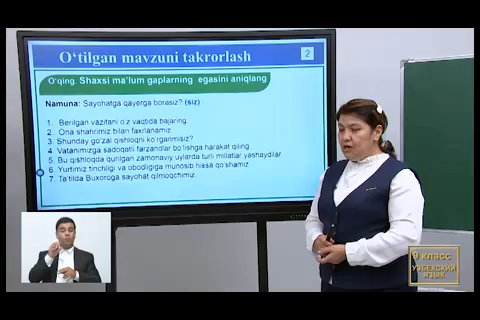 O'tilgan mavzuni takrorlash
2
O'qing. Shaxsi ma'lum gaplarning egasini aniqlang
Namuna: Sayohatga qayerga borasiz? (siz)
1. Berilgan vazifani o'z vaqtida bajaring.
2. Ona shahrimiz bilan faxrlanamiz.
3. Shunday go'zal qishloqni ko'rganmisiz?
4. Vatanimizga sadoqatli farzandlar bo'lishga harakat qiling.
5. Bu qishloqda qurilgan zamonaviy uylarda turli millatlar yashaydilar.
6. Yurtimiz tinchligi va obodligiga munosib hissa qo'shamiz.
7. Ta'tilda Buxoroga sayohat qilmoqchimiz.
9 класс
УЗБЕКСКИЙ
ЯЗЫК